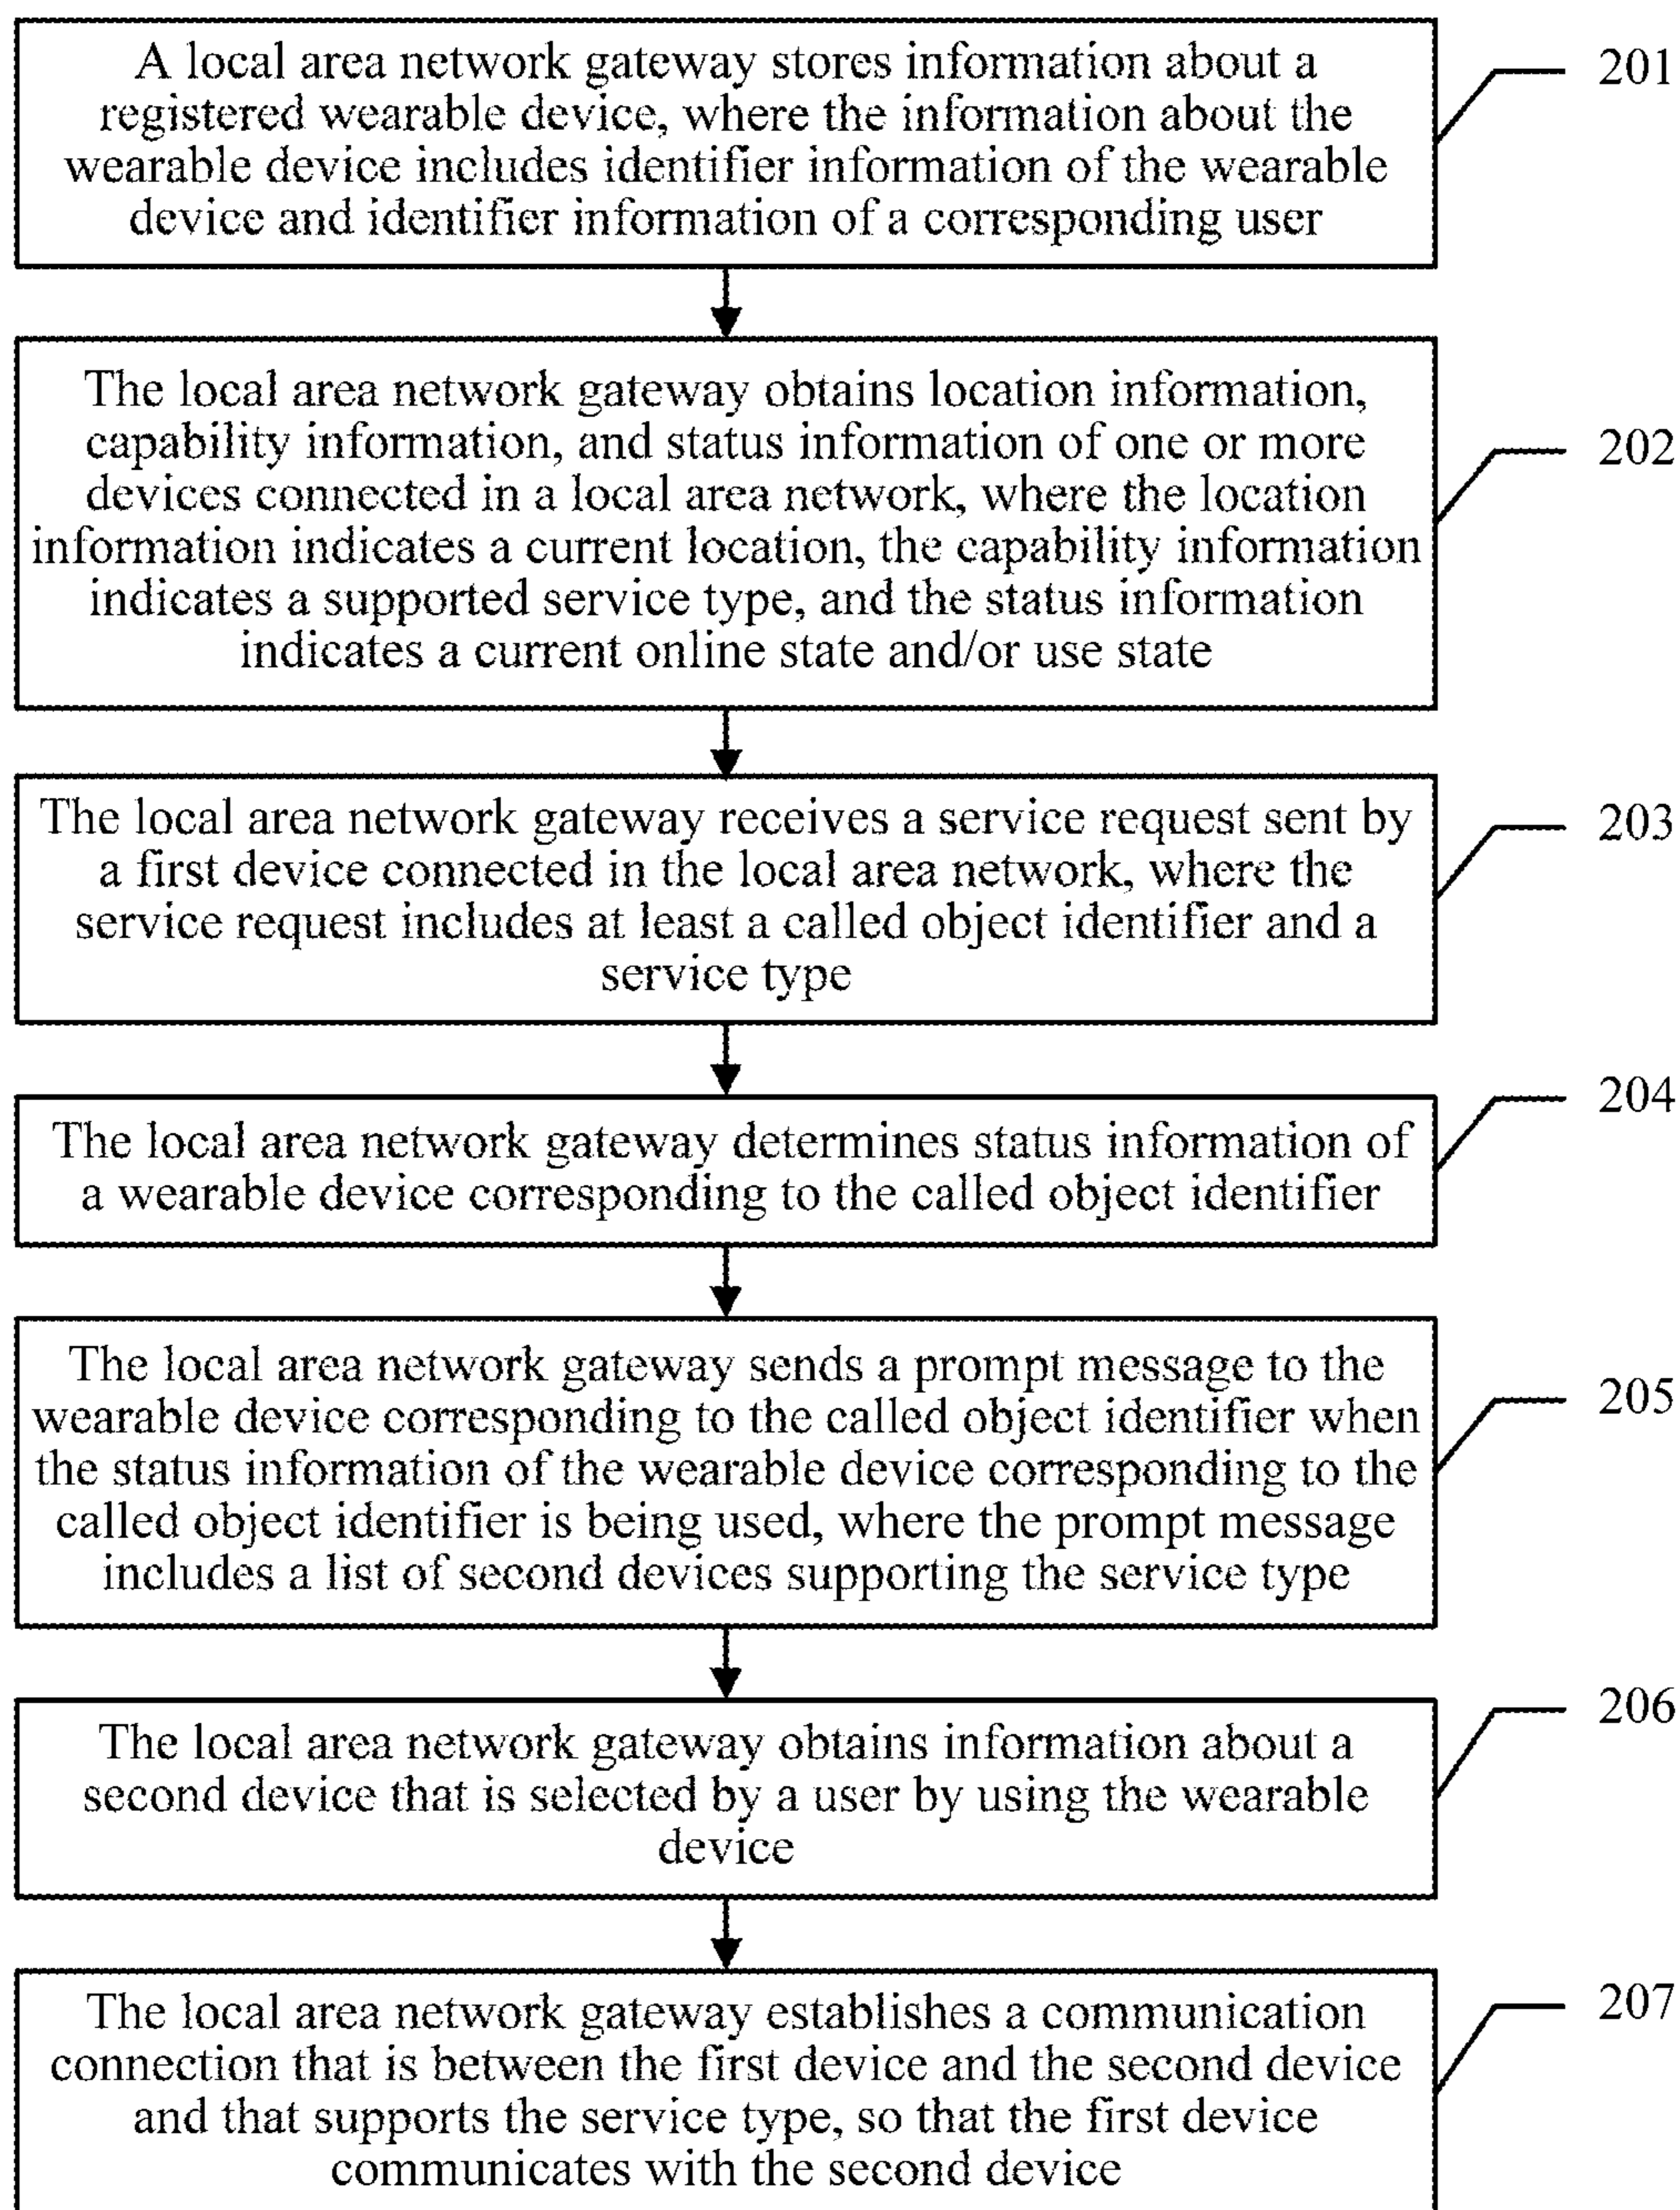 A local area network gateway stores information about a
registered wearable device, where the information about the
wearable device includes identifier information of the wearable
device and identifier information of a corresponding user
201
The local area network gateway obtains location information,
capability information, and status information of one or more
devices connected in a local area network, where the location
information indicates a current location, the capability information
indicates a supported service type, and the status information
indicates a current online state and/or use state
202
The local area network gateway receives a service request sent by
a first device connected in the local area network, where the
service request includes at least a called object identifier and a
service type
203
The local area network gateway determines status information of
a wearable device corresponding to the called object identifier
204
The local area network gateway sends a prompt message to the
wearable device corresponding to the called object identifier when
the status information of the wearable device corresponding to the
called object identifier is being used, where the prompt message
includes a list of second devices supporting the service type
205
The local area network gateway obtains information about a
second device that is selected by a user by using the wearable
device
206
The local area network gateway establishes a communication
connection that is between the first device and the second device
and that supports the service type, so that the first device
communicates with the second device
207